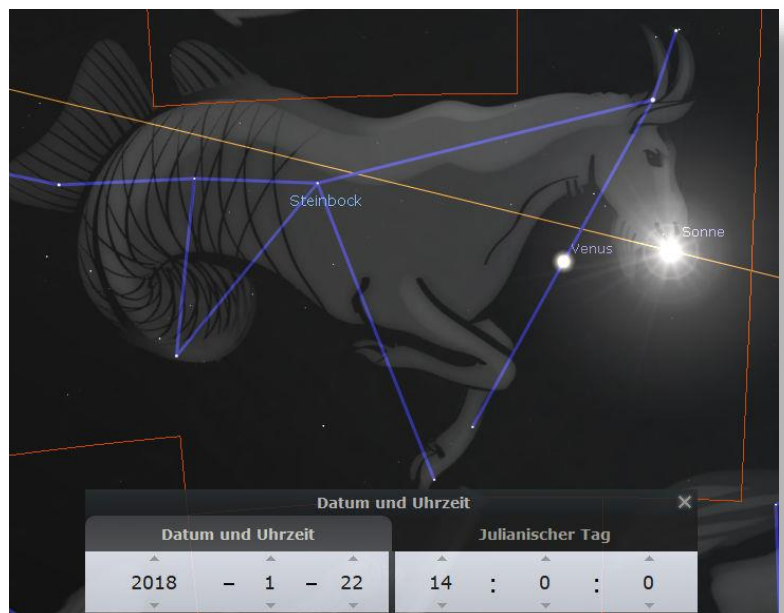 Steinbock
Sonne
Venus
Datum und Uhrzeit ×
Datum und Uhrzeit Julianischer Tag
2018 – 1 – 22 14 : 0 : 0